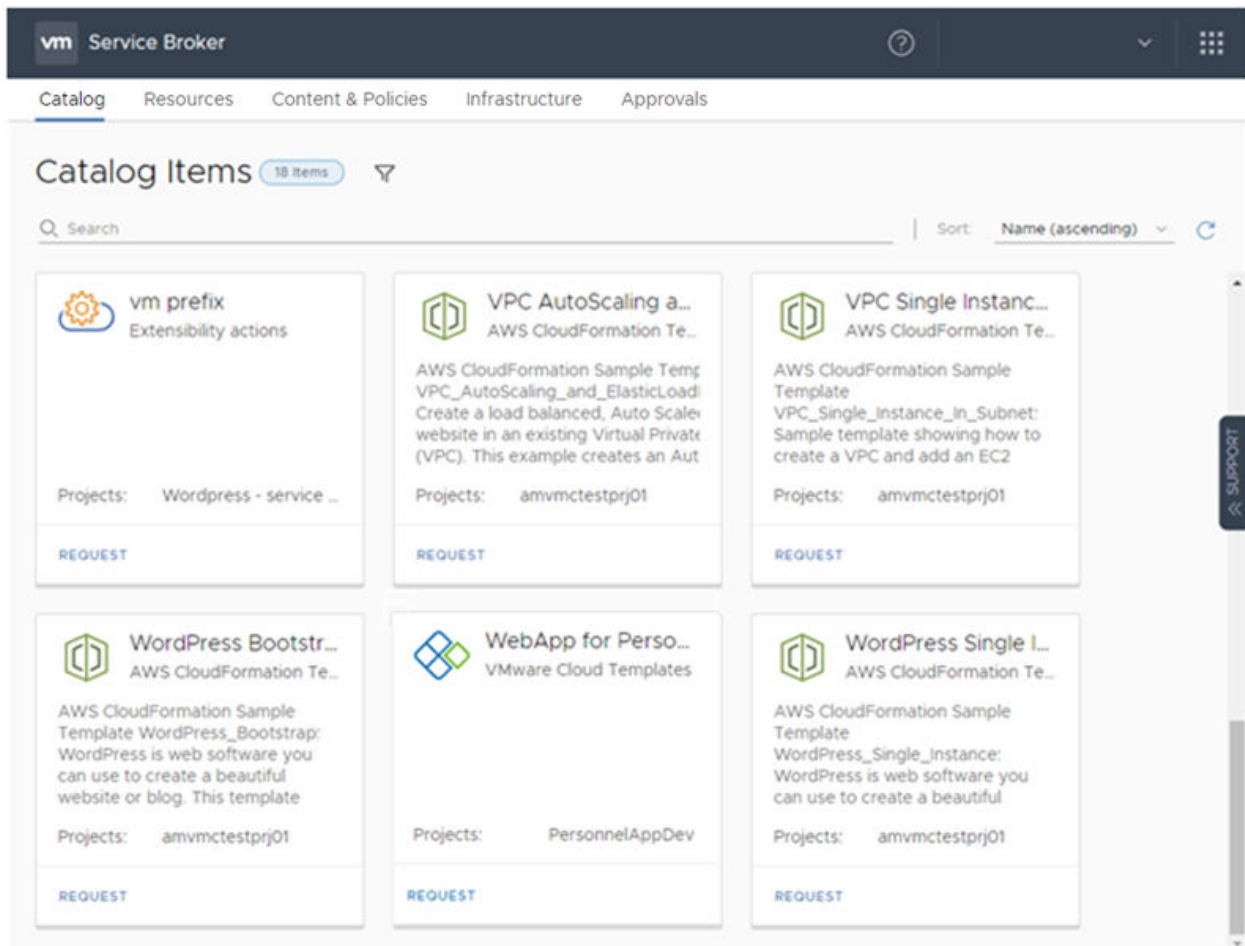 vm Service Broker
Catalog Resources Content & Policies Infrastructure Approvals
Catalog Items 18 Items
Search Sort: Name (ascending)
vm prefix
Extensibility actions
Projects: Wordpress - service ...
REQUEST
VPC AutoScaling a...
AWS CloudFormation Te...
AWS CloudFormation Sample Temp
VPC_AutoScaling_and_ElasticLoadl
Create a load balanced, Auto Scale
website in an existing Virtual Private
(VPC). This example creates an Aut
Projects: amvmctestprj01
REQUEST
VPC Single Instanc...
AWS CloudFormation Te...
AWS CloudFormation Sample
Template
VPC_Single_Instance_In_Subnet:
Sample template showing how to
create a VPC and add an EC2
Projects: amvmctestprj01
REQUEST
SUPPORT
WordPress Bootstr...
AWS CloudFormation Te...
AWS CloudFormation Sample
Template WordPress_Bootstrap:
WordPress is web software you
can use to create a beautiful
website or blog. This template
Projects: amvmctestprj01
REQUEST
WebApp for Perso...
VMware Cloud Templates
Projects: PersonnelAppDev
REQUEST
WordPress Single I...
AWS CloudFormation Te...
AWS CloudFormation Sample
Template
WordPress_Single_Instance:
WordPress is web software you
can use to create a beautiful
Projects: amvmctestprj01
REQUEST